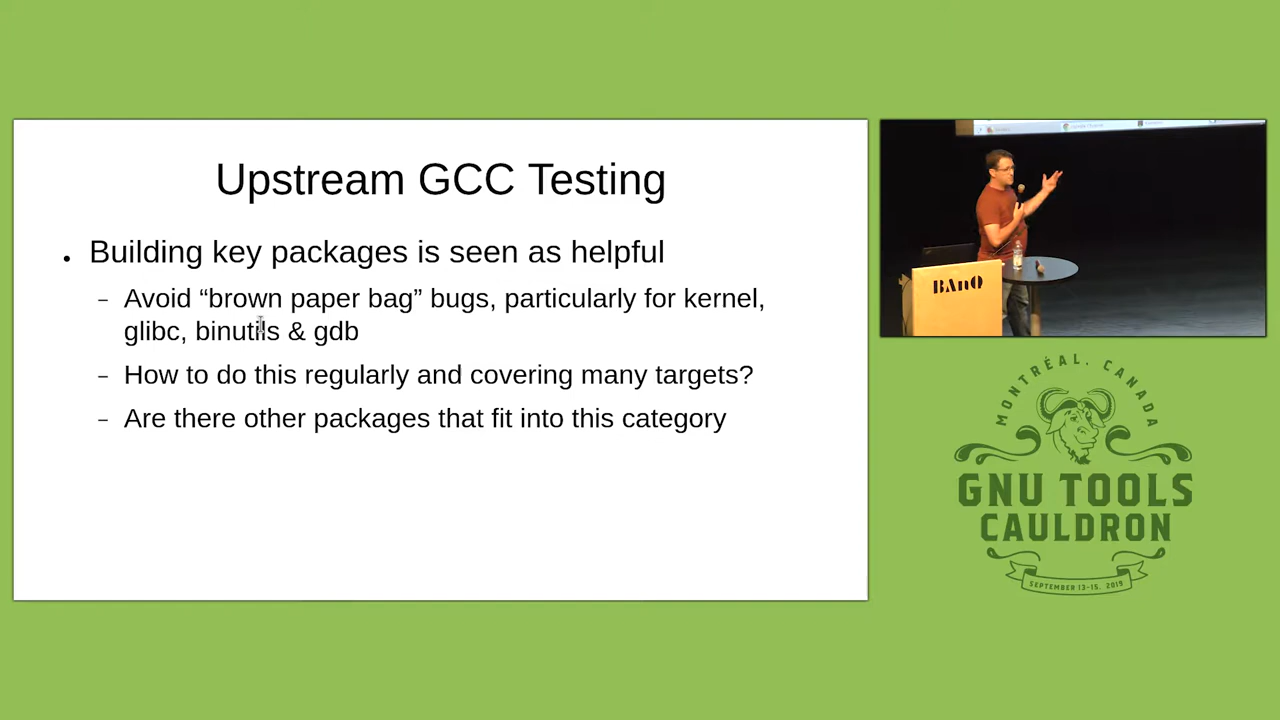 Upstream GCC Testing
• Building key packages is seen as helpful
– Avoid “brown paper bag” bugs, particularly for kernel,
glibc, binutils & gdb
– How to do this regularly and covering many targets?
– Are there other packages that fit into this category
BAnQ
MONTRÉAL, CANADA
GNU TOOLS
CAULDRON
SEPTEMBER 13-15, 2019